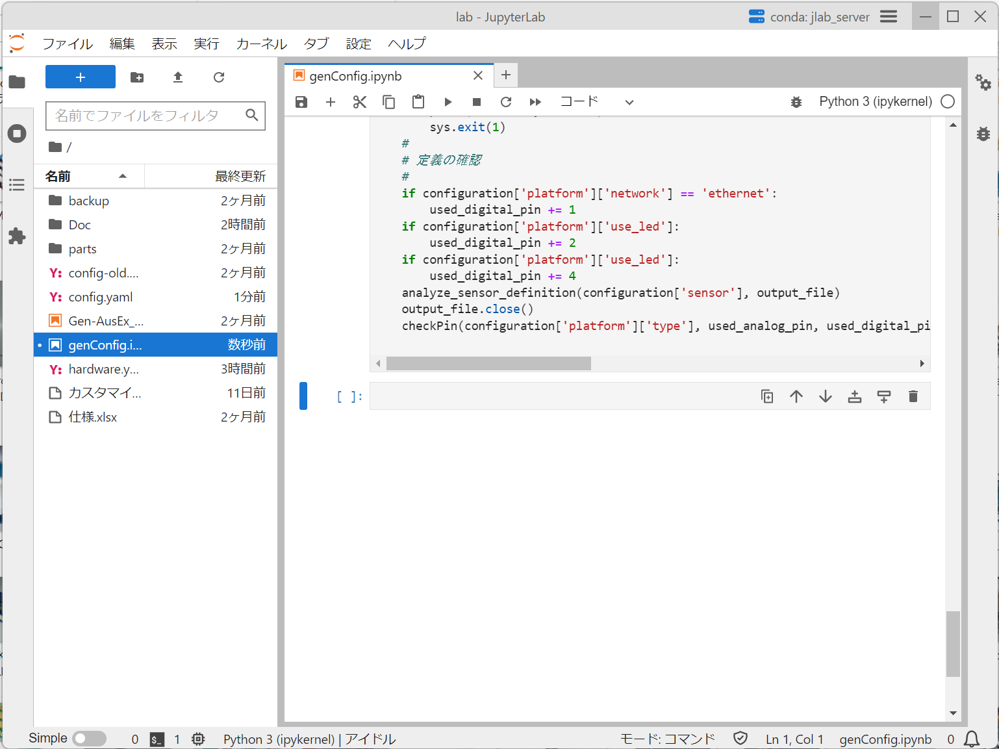 lab - JupyterLab
conda: jlab_server
ファイル 編集 表示 実行 カーネル タブ 設定 ヘルプ
genConfig.ipynb
コード
Python 3 (ipykernel)
名前でファイルをフィルタ
/
名前 最終更新
backup 2ヶ月前
Doc 2時間前
parts 2ヶ月前
config-old.... 2ヶ月前
config.yaml 1分前
Gen-AusEx_... 2ヶ月前
genConfig.i... 数秒前
hardware.y... 3時間前
カスタマイ... 11日前
仕様.xlsx 2ヶ月前
sys.exit(1)
#
# 定義の確認
#
if configuration['platform']['network'] == 'ethernet':
used_digital_pin += 1
if configuration['platform']['use_led']:
used_digital_pin += 2
if configuration['platform']['use_led']:
used_digital_pin += 4
analyze_sensor_definition(configuration['sensor'], output_file)
output_file.close()
checkPin(configuration['platform']['type'], used_analog_pin, used_digital_pi
[ ]:
Simple 0 $_ 1 Python 3 (ipykernel) | アイドル
モード: コマンド Ln 1, Col 1 genConfig.ipynb 0